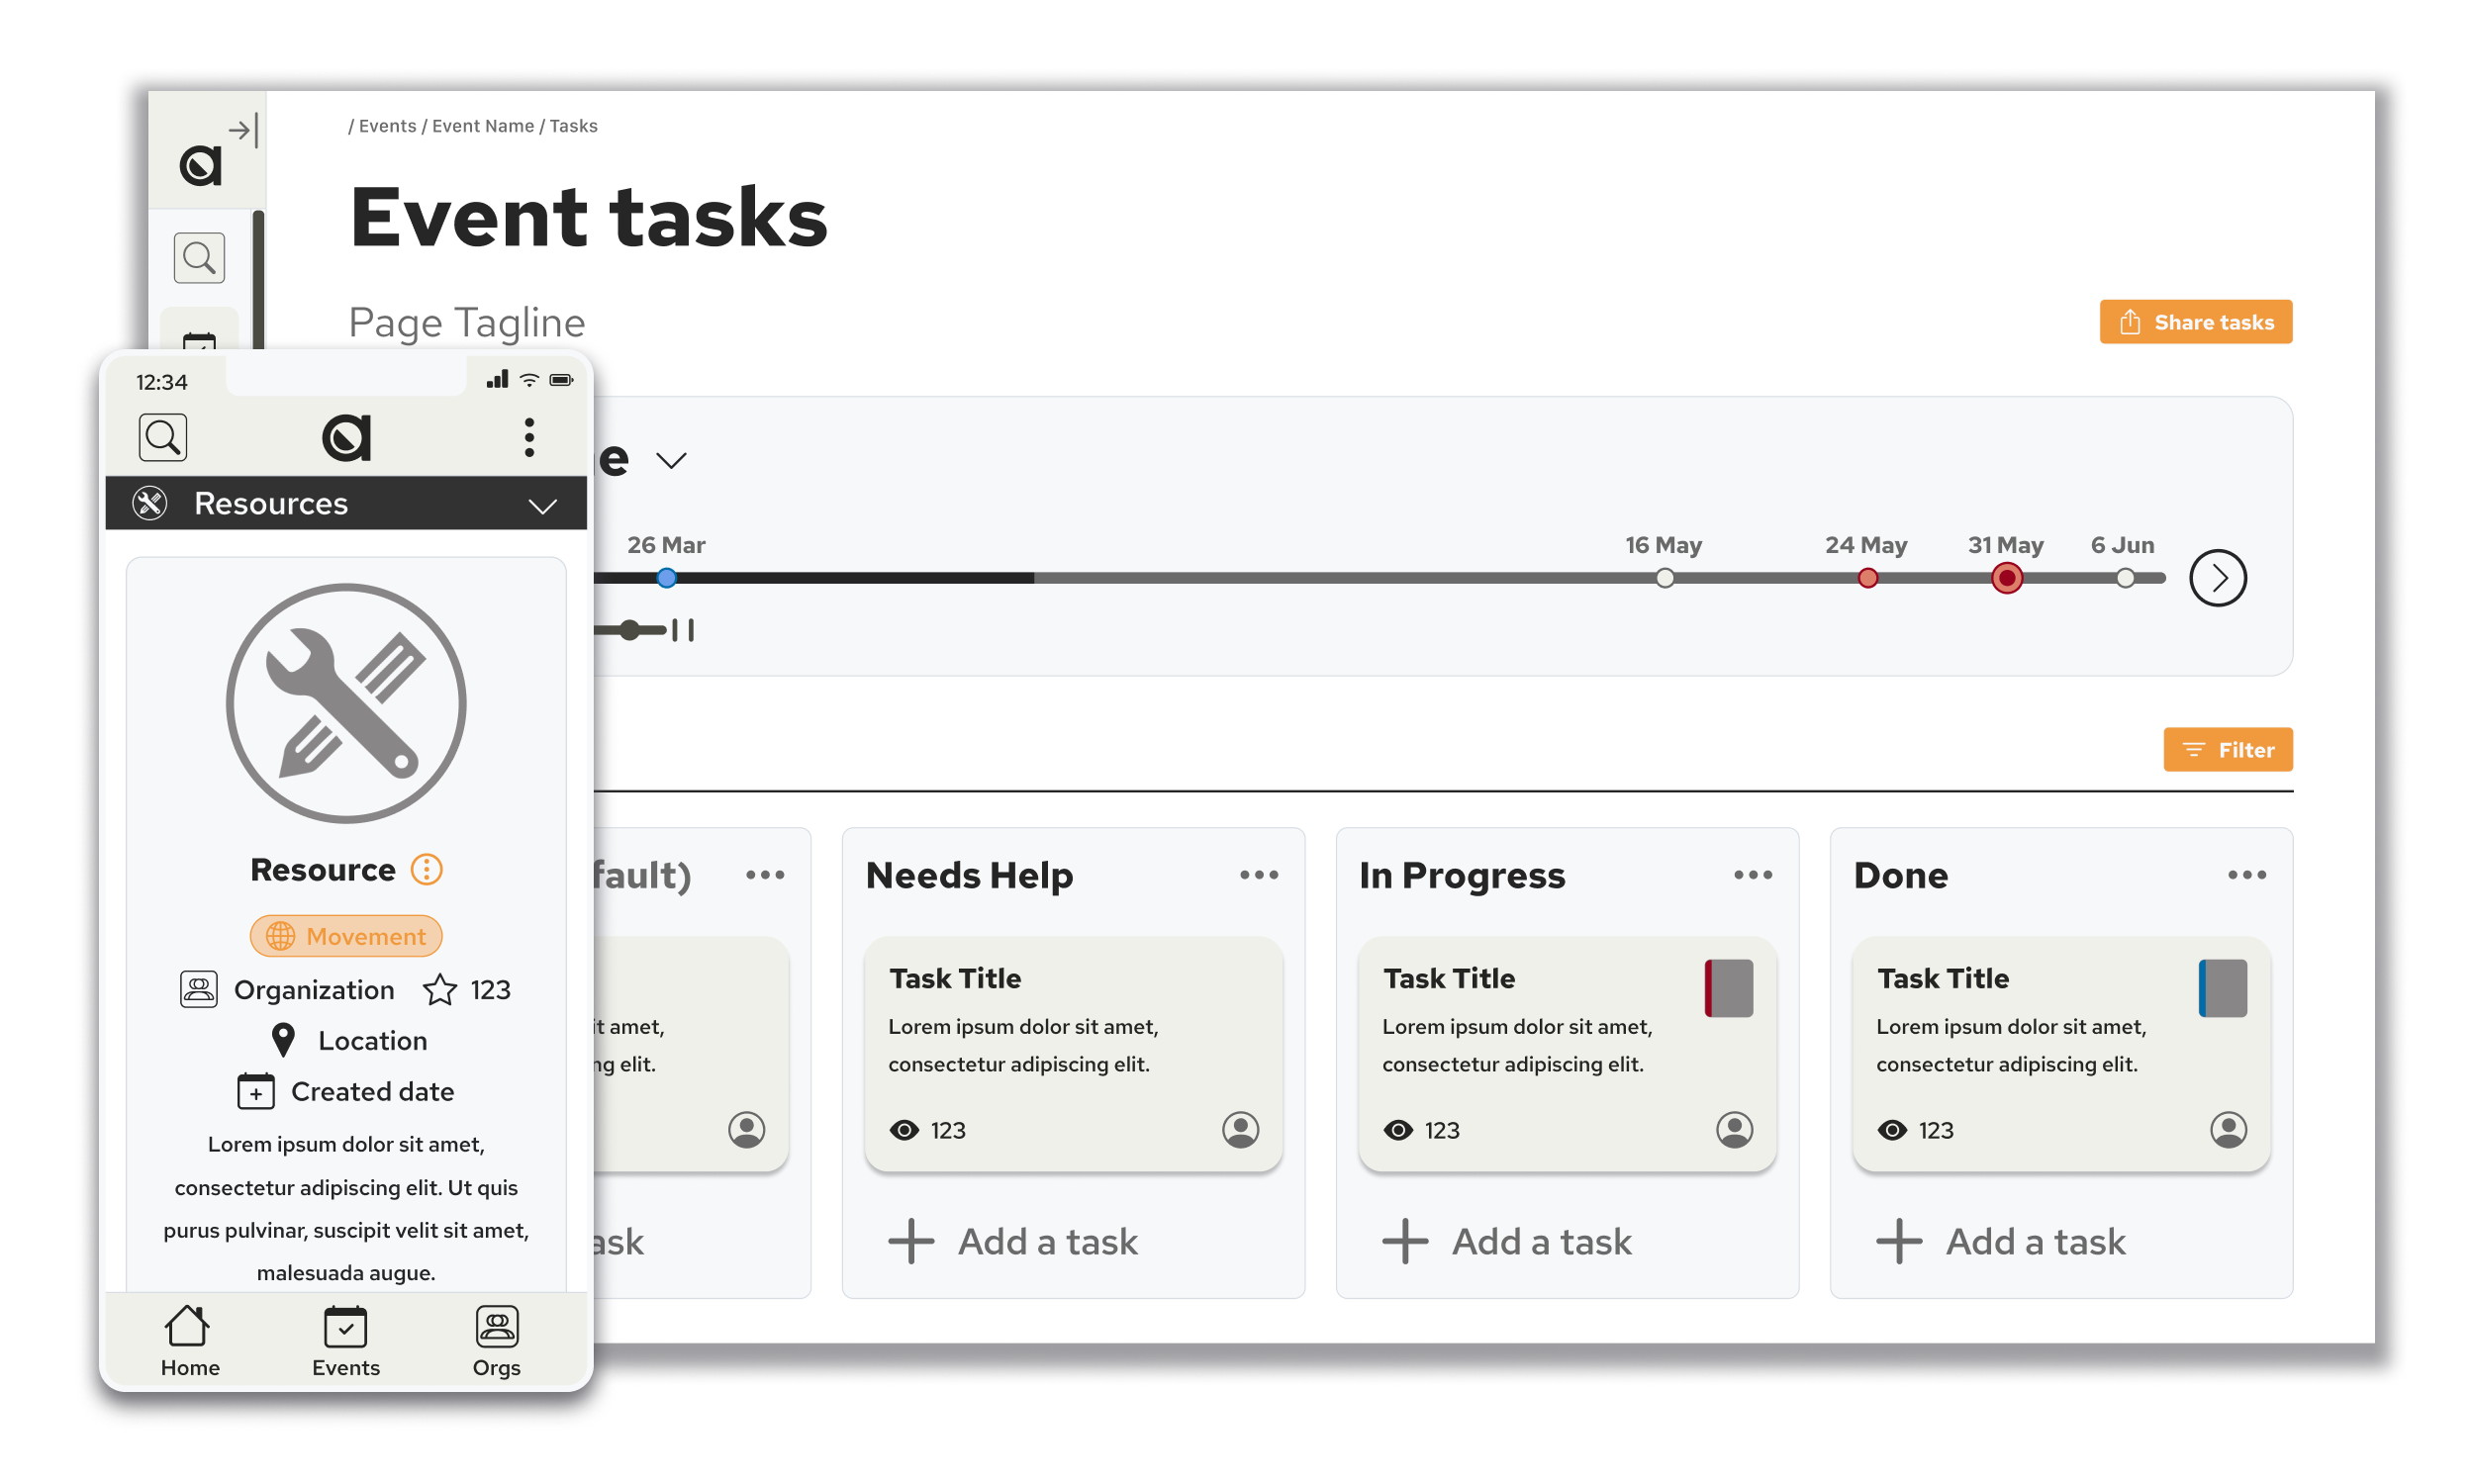 / Events / Event Name / Tasks
Event tasks
Page Tagline
Share tasks
26 Mar
16 May
24 May
31 May
6 Jun
Filter
Needs Help
Task Title
Lorem ipsum dolor sit amet,
consectetur adipiscing elit.
123
Add a task
In Progress
Task Title
Lorem ipsum dolor sit amet,
consectetur adipiscing elit.
123
Add a task
Done
Task Title
Lorem ipsum dolor sit amet,
consectetur adipiscing elit.
123
Add a task
amet,
elit.
12:34
Resources
Resource
Movement
Organization 123
Location
Created date
Lorem ipsum dolor sit amet,
consectetur adipiscing elit. Ut quis
purus pulvinar, suscipit velit sit amet,
malesuada augue.
Home Events Orgs